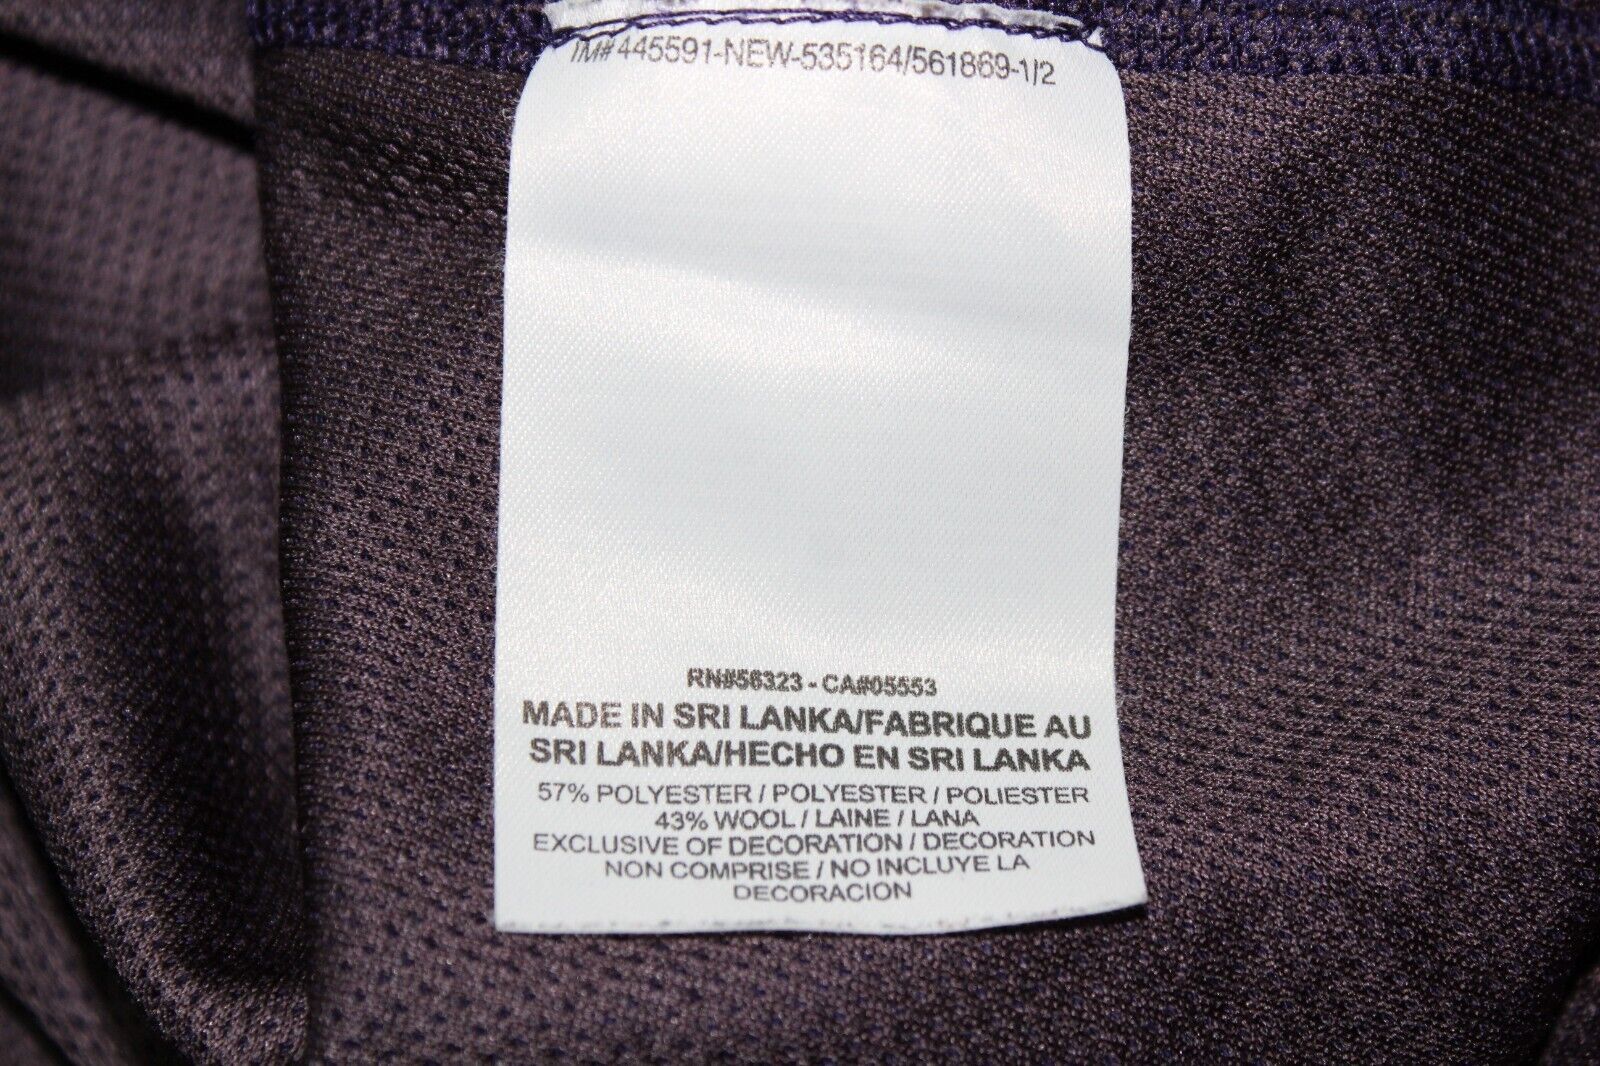 IM# 445591-NEW-535164/561869-1/2
RN#56323 - CA#05553
MADE IN SRI LANKA/FABRIQUE AU
SRI LANKA/HECHO EN SRI LANKA
57% POLYESTER / POLYESTER / POLIESTER
43% WOOL / LAINE / LANA
EXCLUSIVE OF DECORATION / DECORATION
NON COMPRISE / NO INCLUYE LA
DECORACION